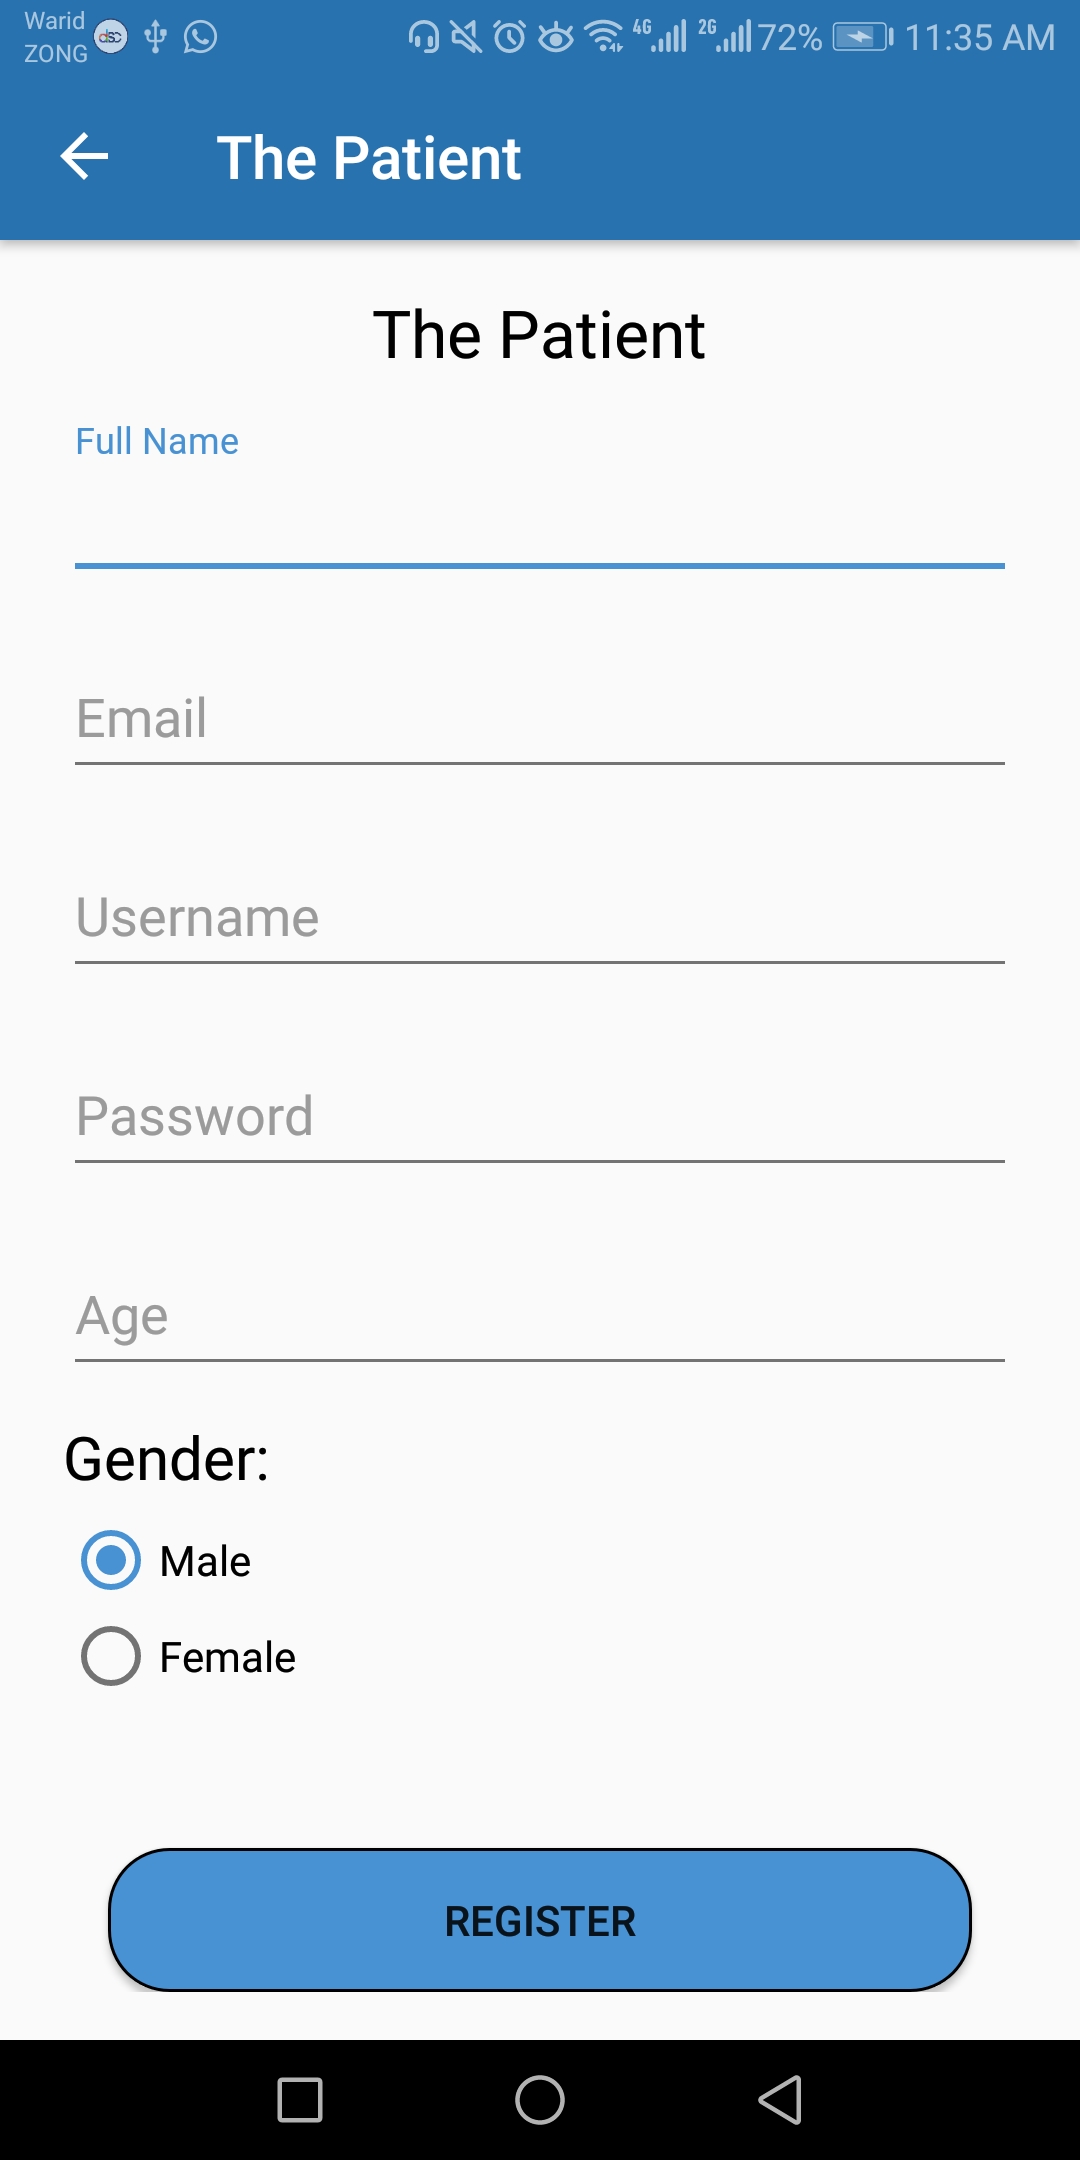 Warid
ZONG
dsc
4G 2G 72% 11:35 AM
The Patient
The Patient
Full Name
Email
Username
Password
Age
Gender:
Male
Female
REGISTER